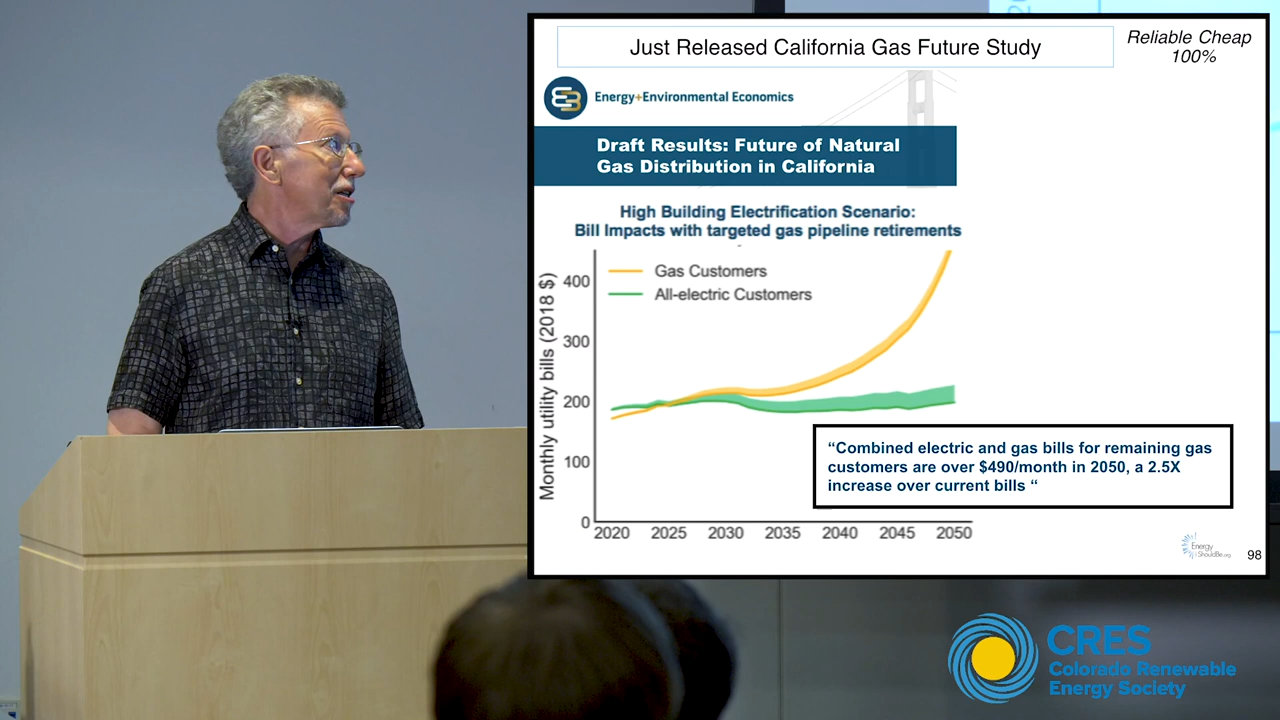 Just Released California Gas Future Study
Reliable Cheap
100%
Energy+Environmental Economics
Draft Results: Future of Natural
Gas Distribution in California
High Building Electrification Scenario:
Bill Impacts with targeted gas pipeline retirements
Gas Customers
All-electric Customers
Monthly utility bills (2018 $)
400
300
200
100
0
2020 2025 2030 2035 2040 2045 2050
“Combined electric and gas bills for remaining gas
customers are over $490/month in 2050, a 2.5X
increase over current bills “
Energy
ShouldBe.org
98
CRES
Colorado Renewable
Energy Society